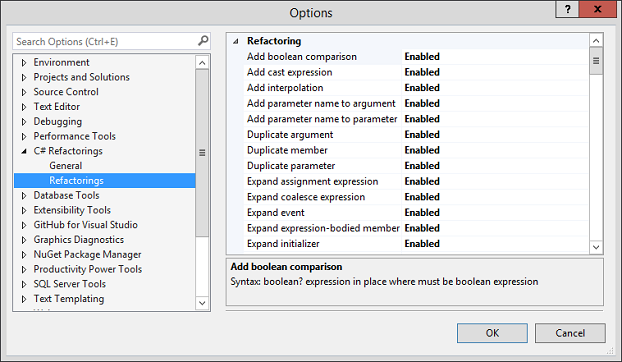 Options
? x
Search Options (Ctrl+E)
Environment
Projects and Solutions
Source Control
Text Editor
Debugging
Performance Tools
C# Refactorings
General
Refactorings
Database Tools
Extensibility Tools
GitHub for Visual Studio
Graphics Diagnostics
NuGet Package Manager
Productivity Power Tools
SQL Server Tools
Text Templating
Refactoring
Add boolean comparison Enabled
Add cast expression Enabled
Add interpolation Enabled
Add parameter name to argument Enabled
Add parameter name to parameter Enabled
Duplicate argument Enabled
Duplicate member Enabled
Duplicate parameter Enabled
Expand assignment expression Enabled
Expand coalesce expression Enabled
Expand event Enabled
Expand expression-bodied member Enabled
Expand initializer Enabled
Add boolean comparison
Syntax: boolean? expression in place where must be boolean expression
OK
Cancel